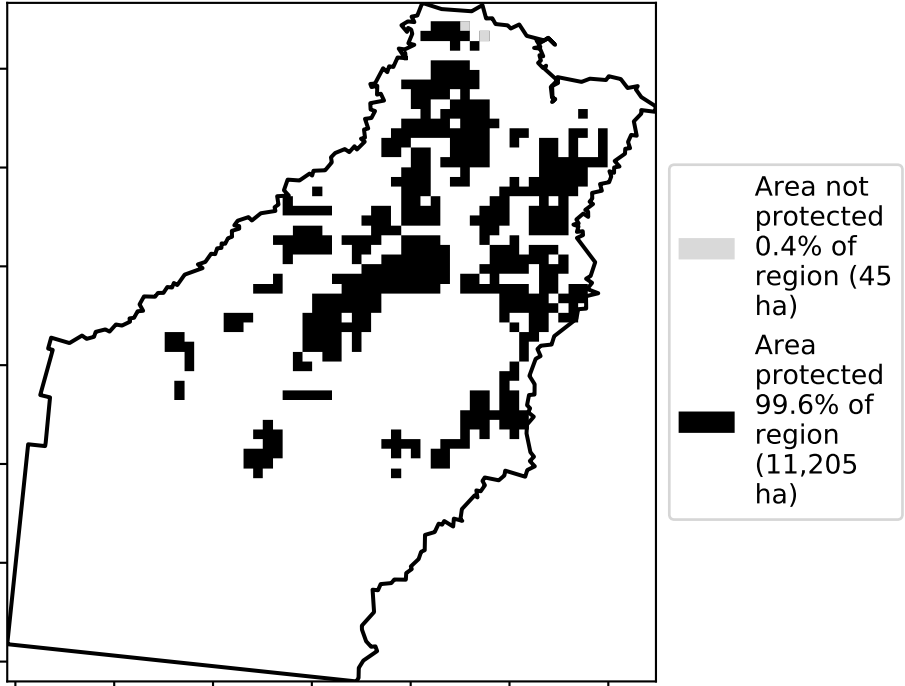 Area not
protected
0.4% of
region (45
ha)
Area
protected
99.6% of
region
(11,205
ha)